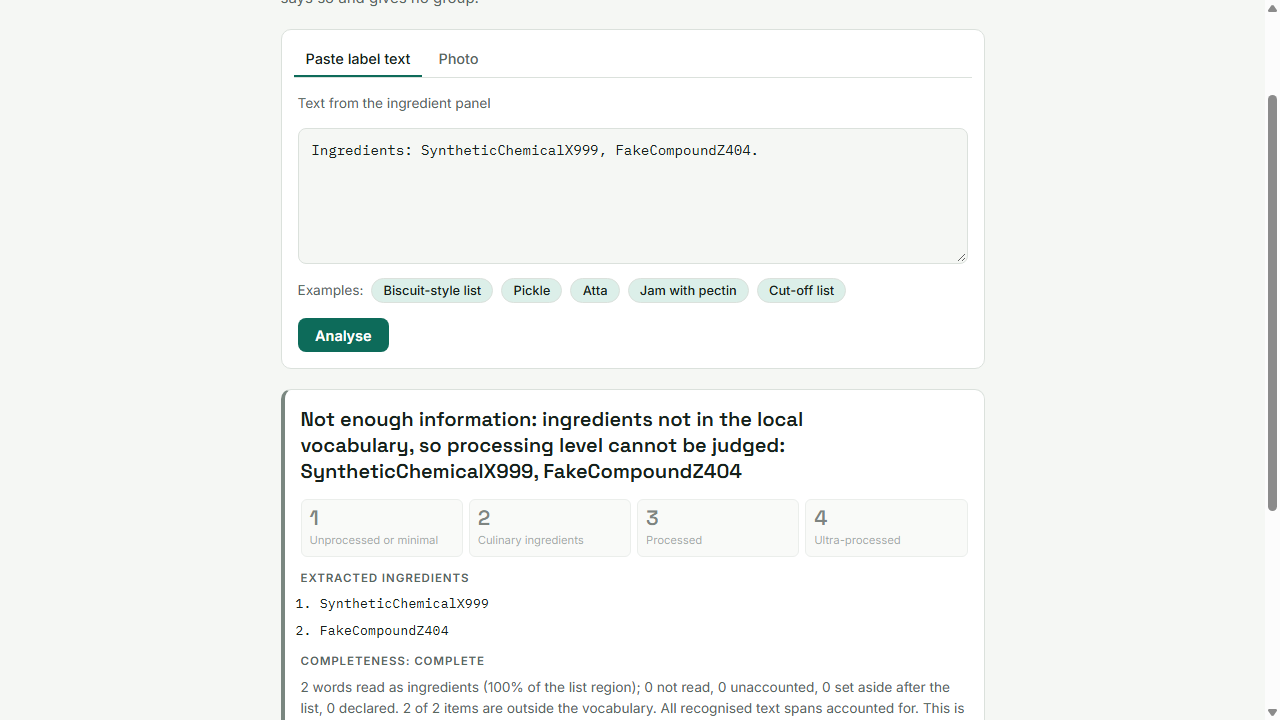 says so and gives no group.
Paste label text Photo
Text from the ingredient panel
Ingredients: SyntheticChemicalX999, FakeCompoundZ404.
Examples: Biscuit-style list Pickle Atta Jam with pectin Cut-off list
Analyse
Not enough information: ingredients not in the local
vocabulary, so processing level cannot be judged:
SyntheticChemicalX999, FakeCompoundZ404
1 2 3 4
Unprocessed or minimal Culinary ingredients Processed Ultra-processed
EXTRACTED INGREDIENTS
1. SyntheticChemicalX999
2. FakeCompoundZ404
COMPLETENESS: COMPLETE
2 words read as ingredients (100% of the list region); 0 not read, 0 unaccounted, 0 set aside after the
list, 0 declared. 2 of 2 items are outside the vocabulary. All recognised text spans accounted for. This is